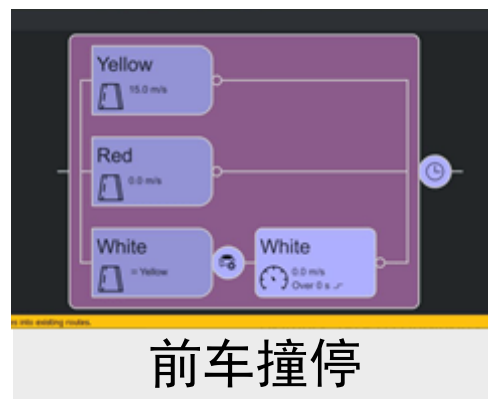 Yellow
15.0 m/s
Red
0.0 m/s
White
= Yellow
White
0.0 m/s
Over 0 s
s into existing routes.
前车撞停